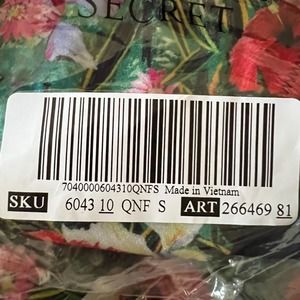 SECRET
7040000604310QNFS Made in Vietnam
SKU 6043 10 QNF S ART 266469 81